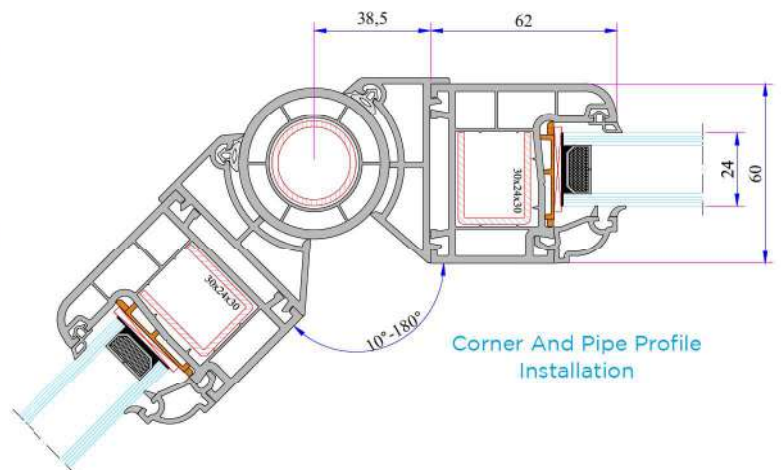 38,5
62
24
60
30x24x30
30x24x30
10°-180°
Corner And Pipe Profile
Installation